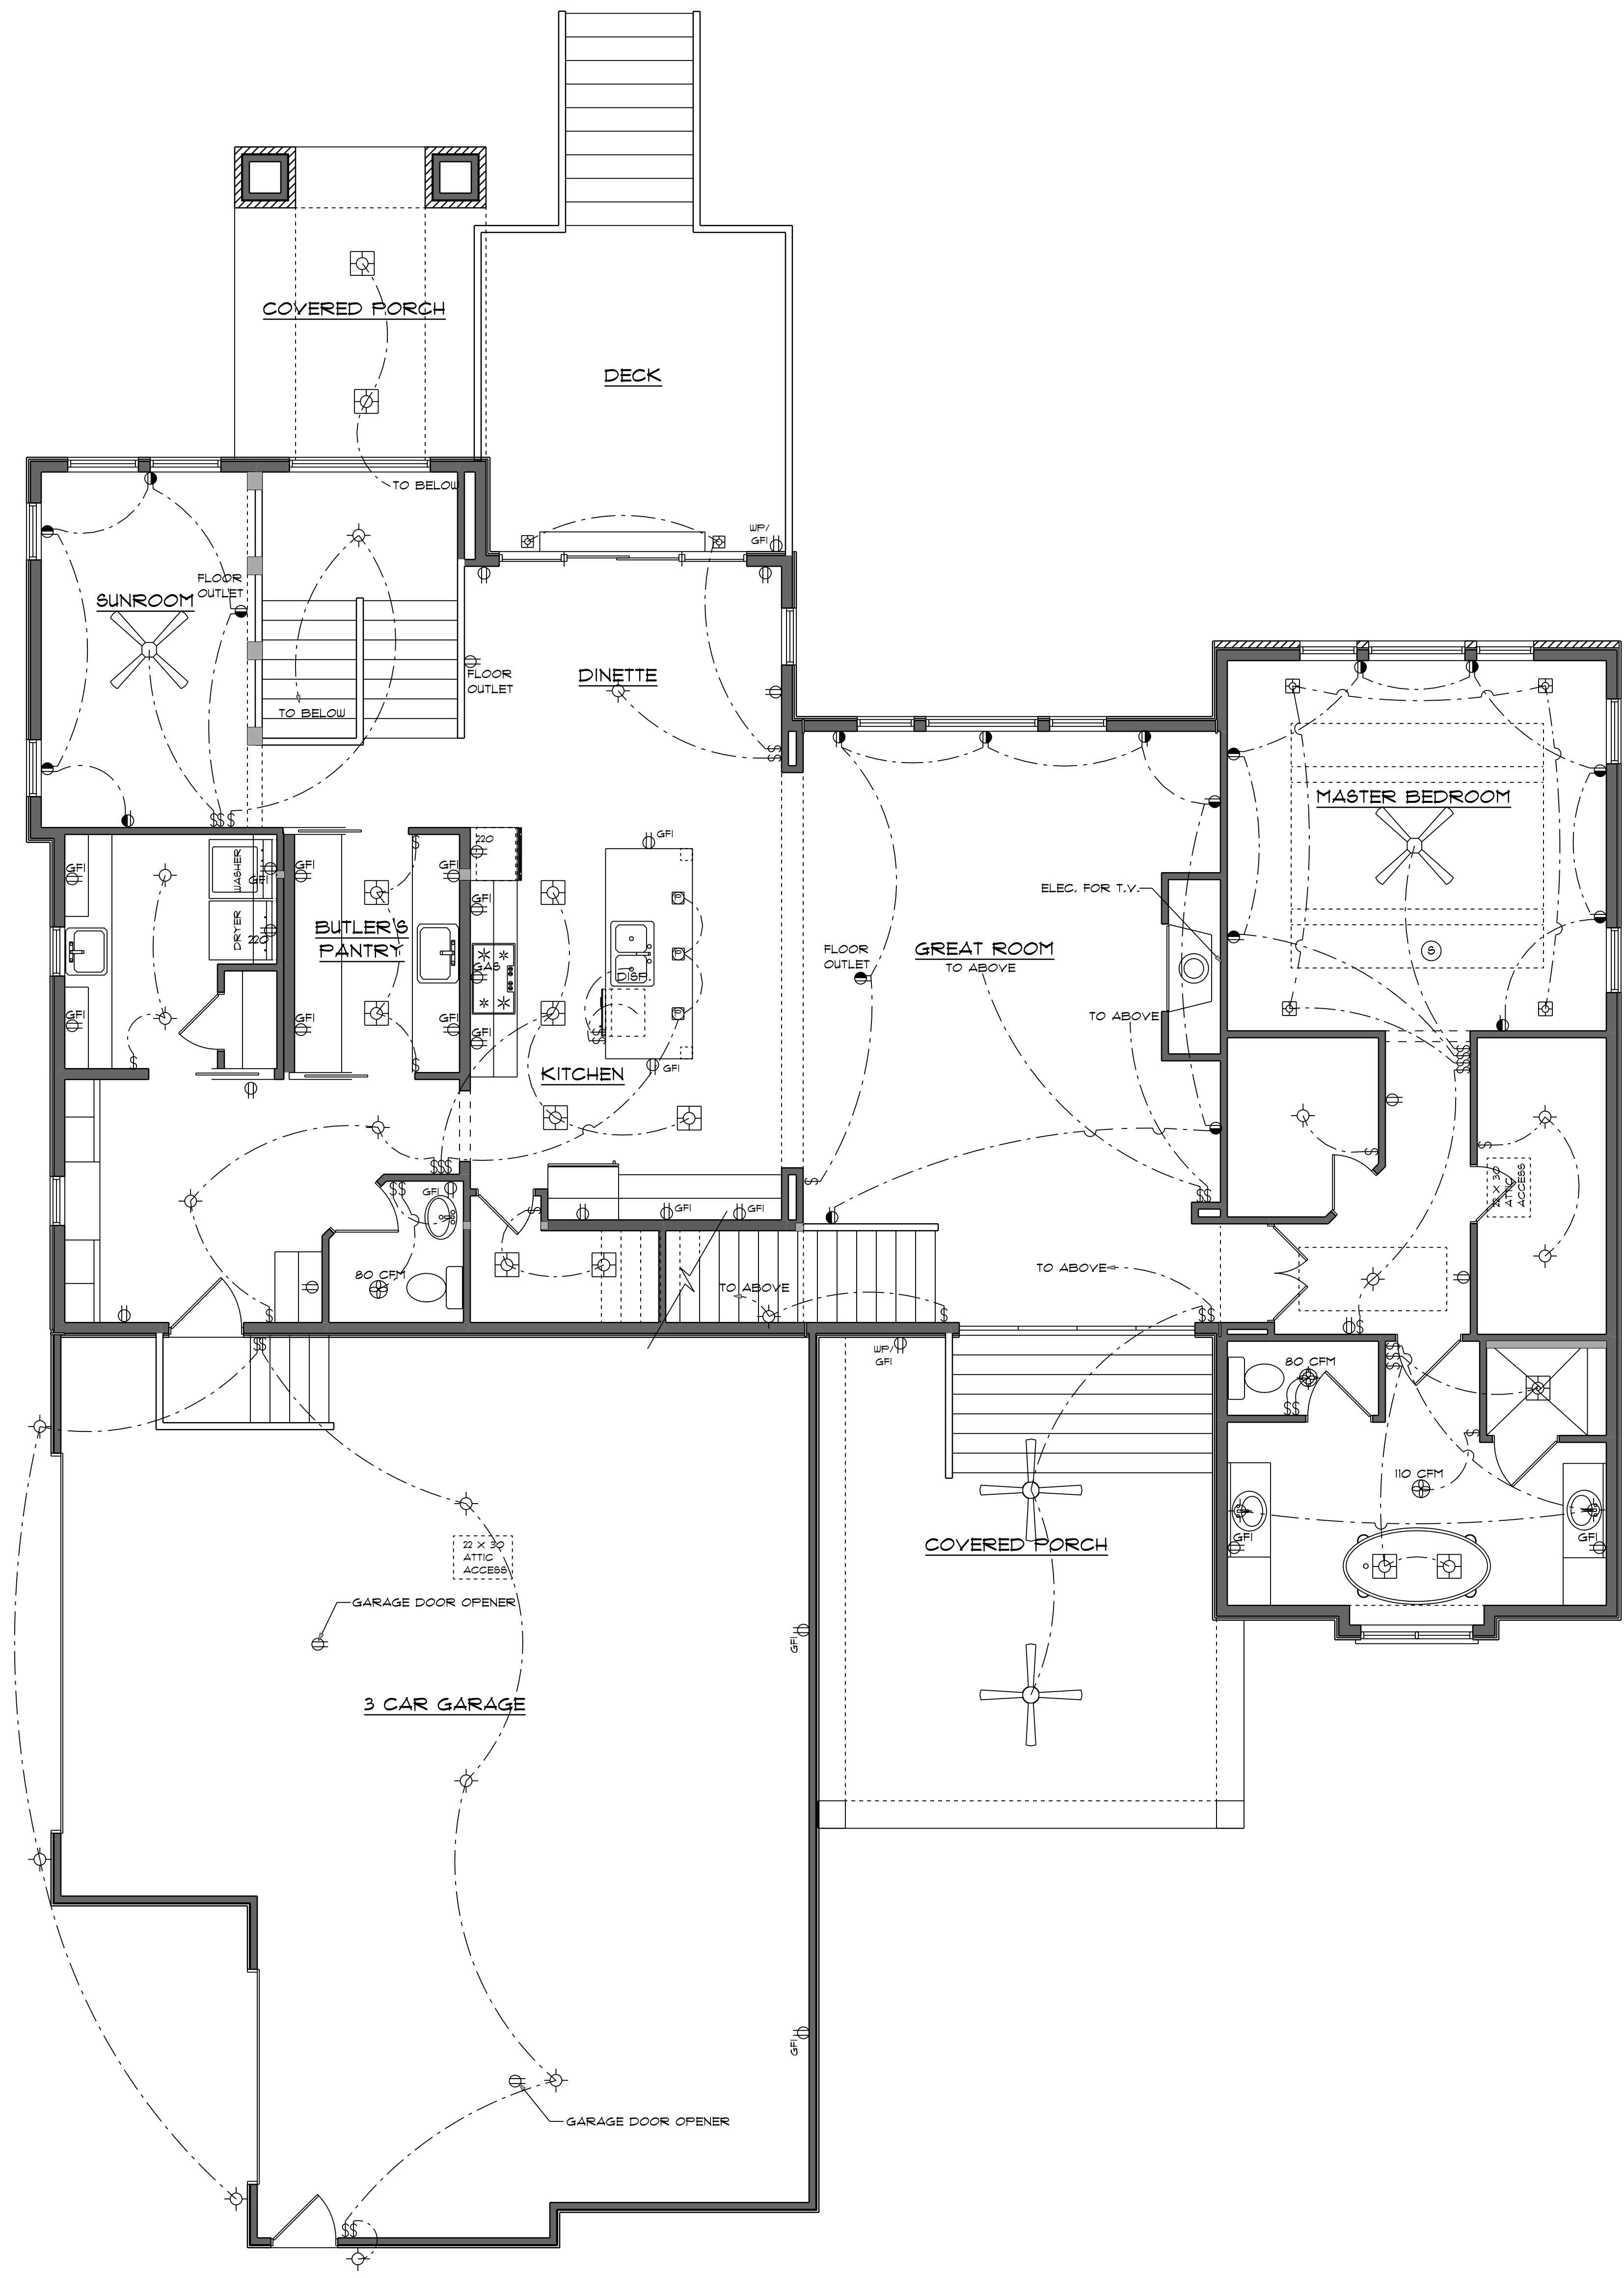 COVERED PORCH
DECK
TO BELOW
WP/
GFI
FLOOR
OUTLET
SUNROOM
FLOOR
OUTLET
DINETTE
TO BELOW
MASTER BEDROOM
220
GFI
GFI
WASHER
GFI
GFI
GFI
GFI
ELEC. FOR T.V.
BUTLER'S
PANTRY
DRYER
220
GAS
DISP.
FLOOR
OUTLET
GREAT ROOM
TO ABOVE
S
GFI
GFI
GFI
GFI
TO ABOVE
KITCHEN
GFI
22 X 30
ATTIC
ACCESS
GFI
GFI
GFI
80 CFM
TO ABOVE
TO ABOVE
WP/
GFI
80 CFM
110 CFM
GFI
GFI
COVERED PORCH
22 X 30
ATTIC
ACCESS
GARAGE DOOR OPENER
GFI
3 CAR GARAGE
GFI
GARAGE DOOR OPENER